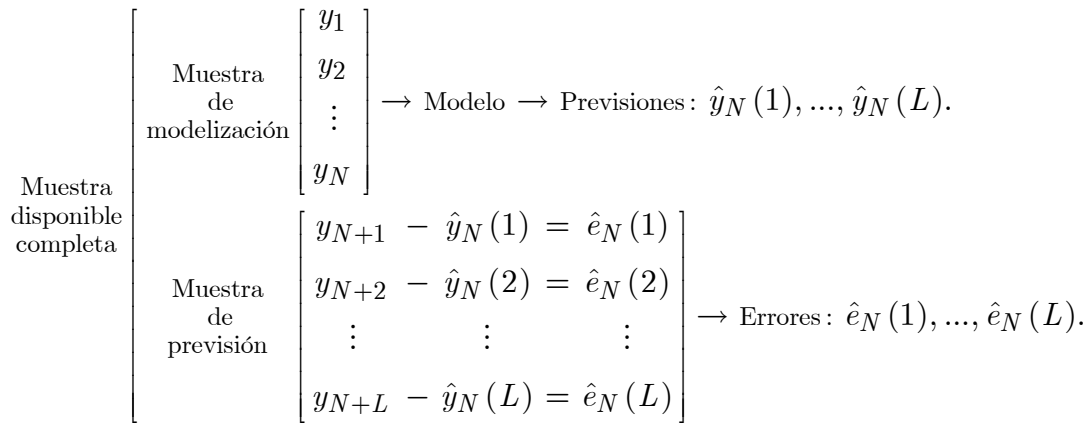 Muestra
disponible
completa
Muestra
de
modelización
y_1
y_2
⋮
y_N
→ Modelo → Previsiones: ŷ_N(1),...,ŷ_N(L).
Muestra
de
previsión
y_{N+1} − ŷ_N(1) = ê_N(1)
y_{N+2} − ŷ_N(2) = ê_N(2)
⋮ ⋮ ⋮
y_{N+L} − ŷ_N(L) = ê_N(L)
→ Errores: ê_N(1),...,ê_N(L).